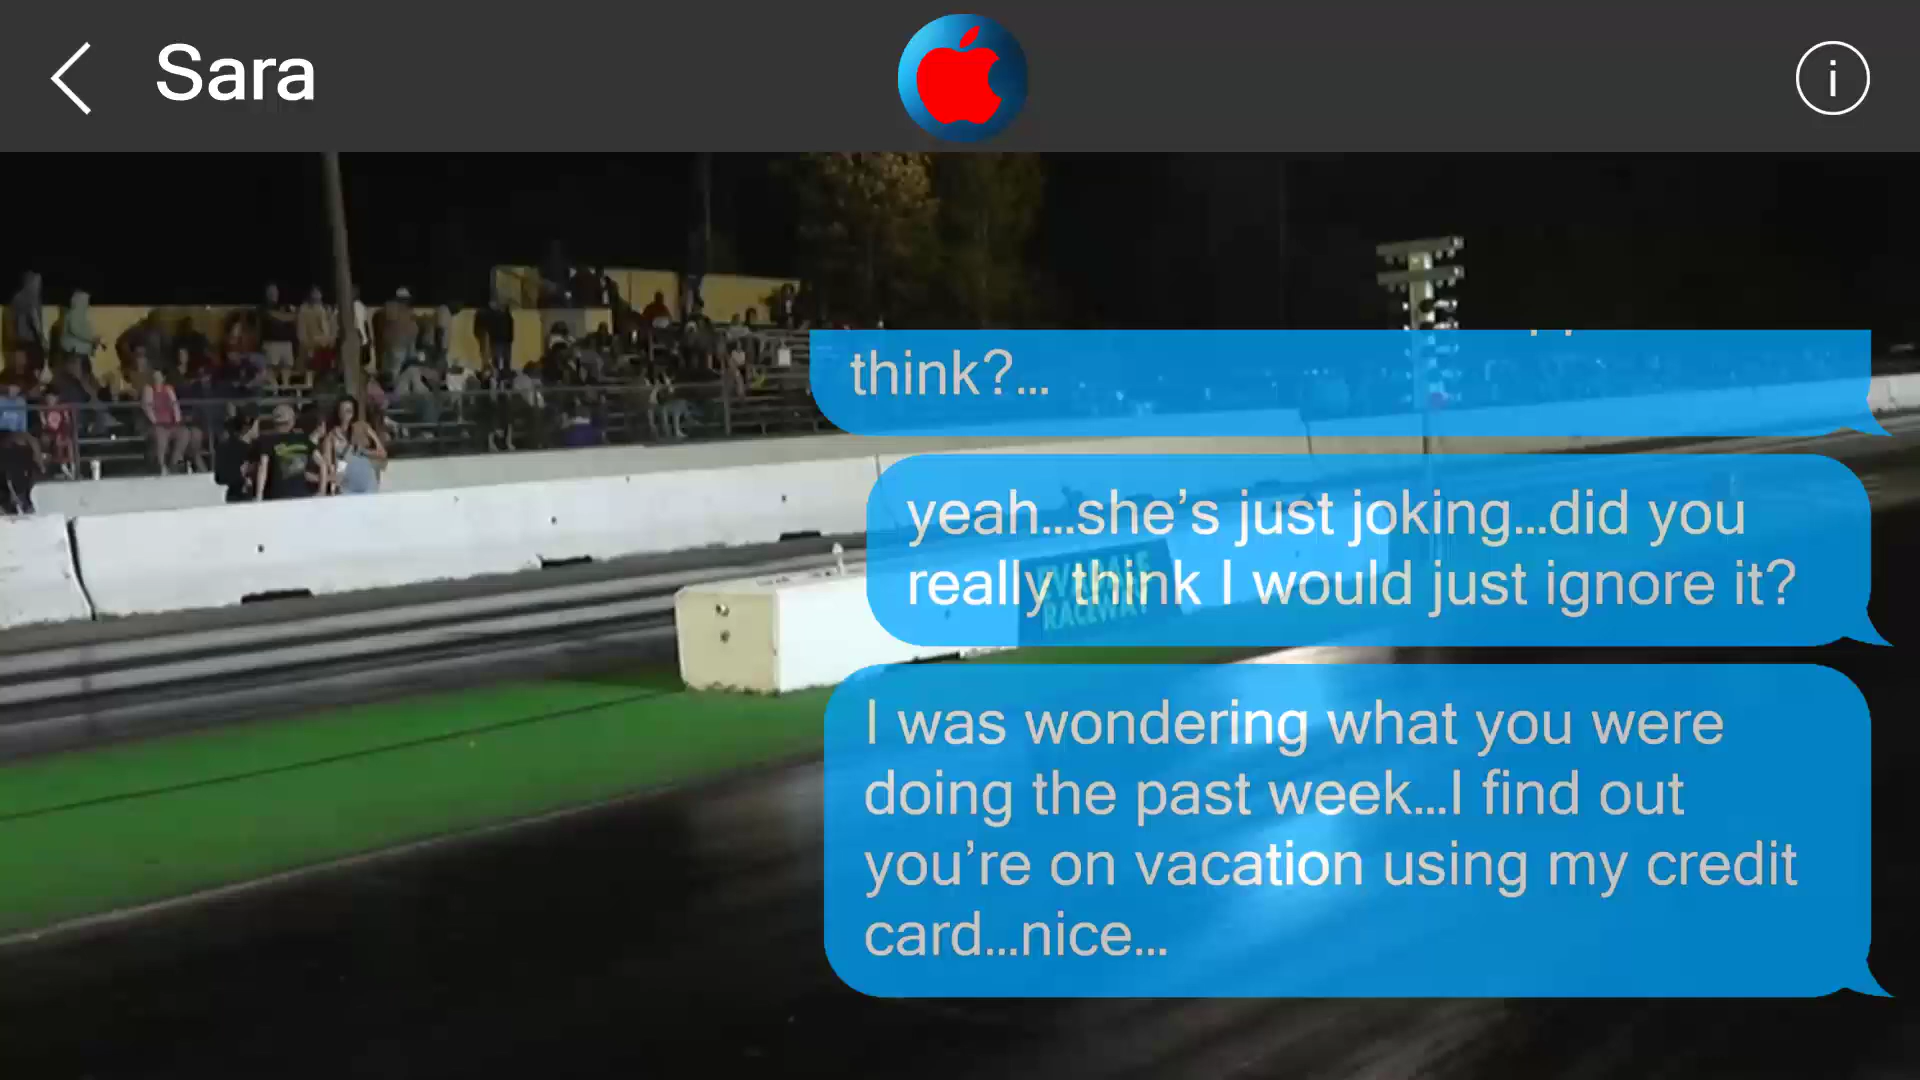 Sara
i
think?...
yeah...she's just joking...did you
really think I would just ignore it?
RACEWAY
I was wondering what you were
doing the past week...I find out
you're on vacation using my credit
card...nice...